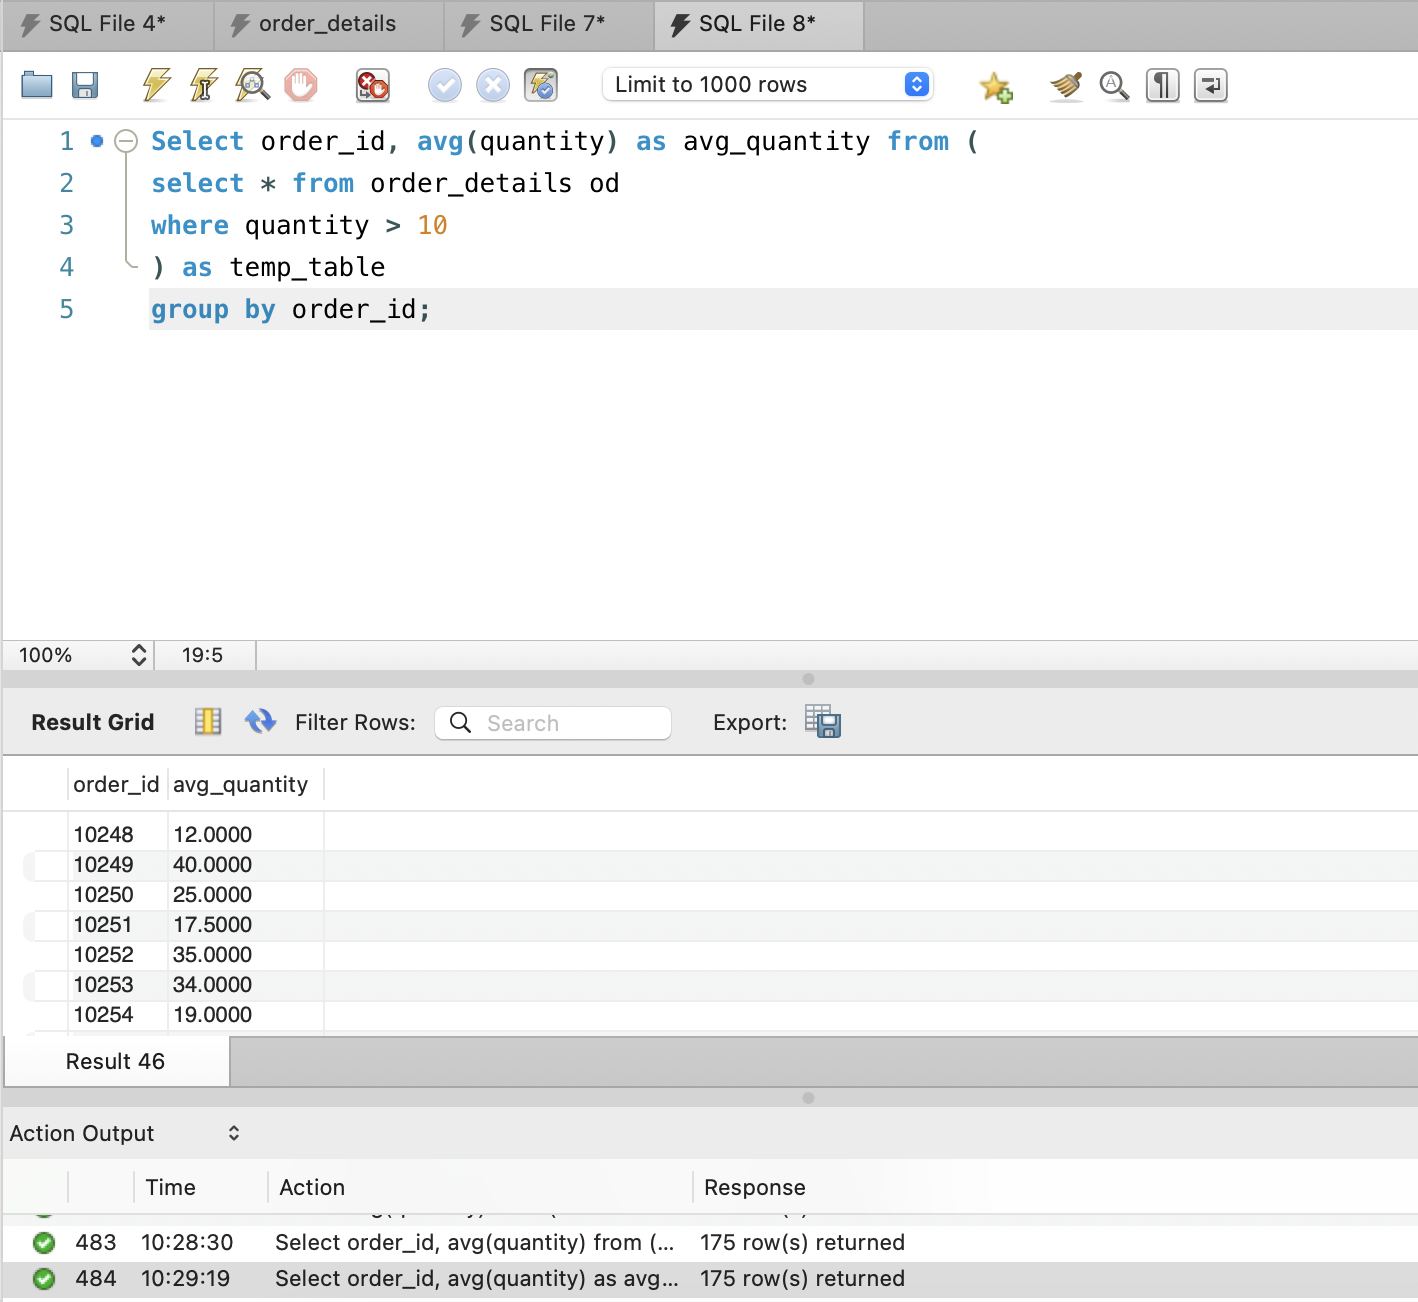 SQL File 4* order_details SQL File 7* SQL File 8*
Limit to 1000 rows
1 Select order_id, avg(quantity) as avg_quantity from (
2 select * from order_details od
3 where quantity > 10
4 ) as temp_table
5 group by order_id;
100% 19:5
Result Grid Filter Rows: Search Export:
order_id avg_quantity
10248 12.0000
10249 40.0000
10250 25.0000
10251 17.5000
10252 35.0000
10253 34.0000
10254 19.0000
Result 46
Action Output
Time Action Response
483 10:28:30 Select order_id, avg(quantity) from (... 175 row(s) returned
484 10:29:19 Select order_id, avg(quantity) as avg... 175 row(s) returned